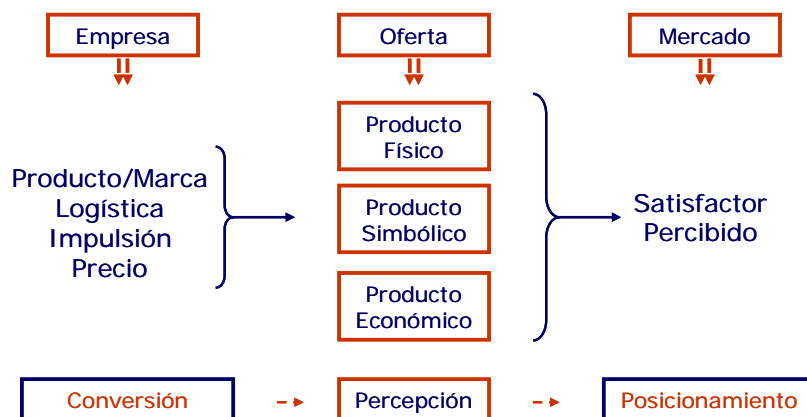 Empresa
Oferta
Mercado
Producto/Marca
Logística
Impulsión
Precio
Producto
Físico
Producto
Simbólico
Producto
Económico
Satisfactor
Percibido
Conversión
Percepción
Posicionamiento